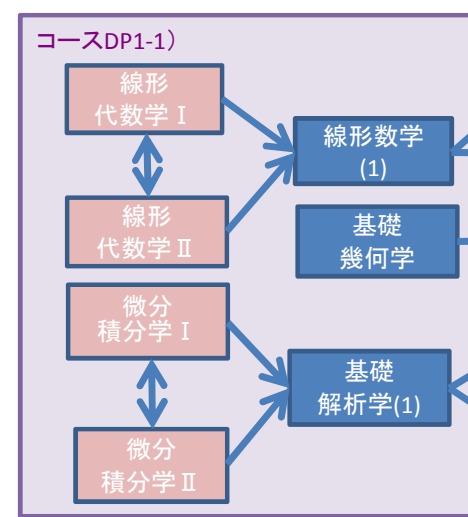 コースDP1-1）
線形
代数学Ⅰ
線形数学
(1)
線形
代数学Ⅱ
基礎
幾何学
微分
積分学Ⅰ
基礎
解析学(1)
微分
積分学Ⅱ